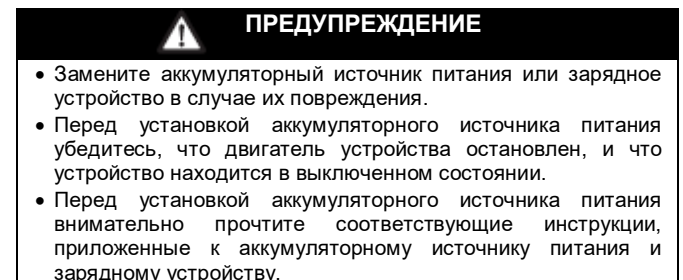 ПРЕДУПРЕЖДЕНИЕ
• Замените аккумуляторный источник питания или зарядное
устройство в случае их повреждения.
• Перед установкой аккумуляторного источника питания
убедитесь, что двигатель устройства остановлен, и что
устройство находится в выключенном состоянии.
• Перед установкой аккумуляторного источника питания
внимательно прочтите соответствующие инструкции,
приложенные к аккумуляторному источнику питания и
зарядному устройству.